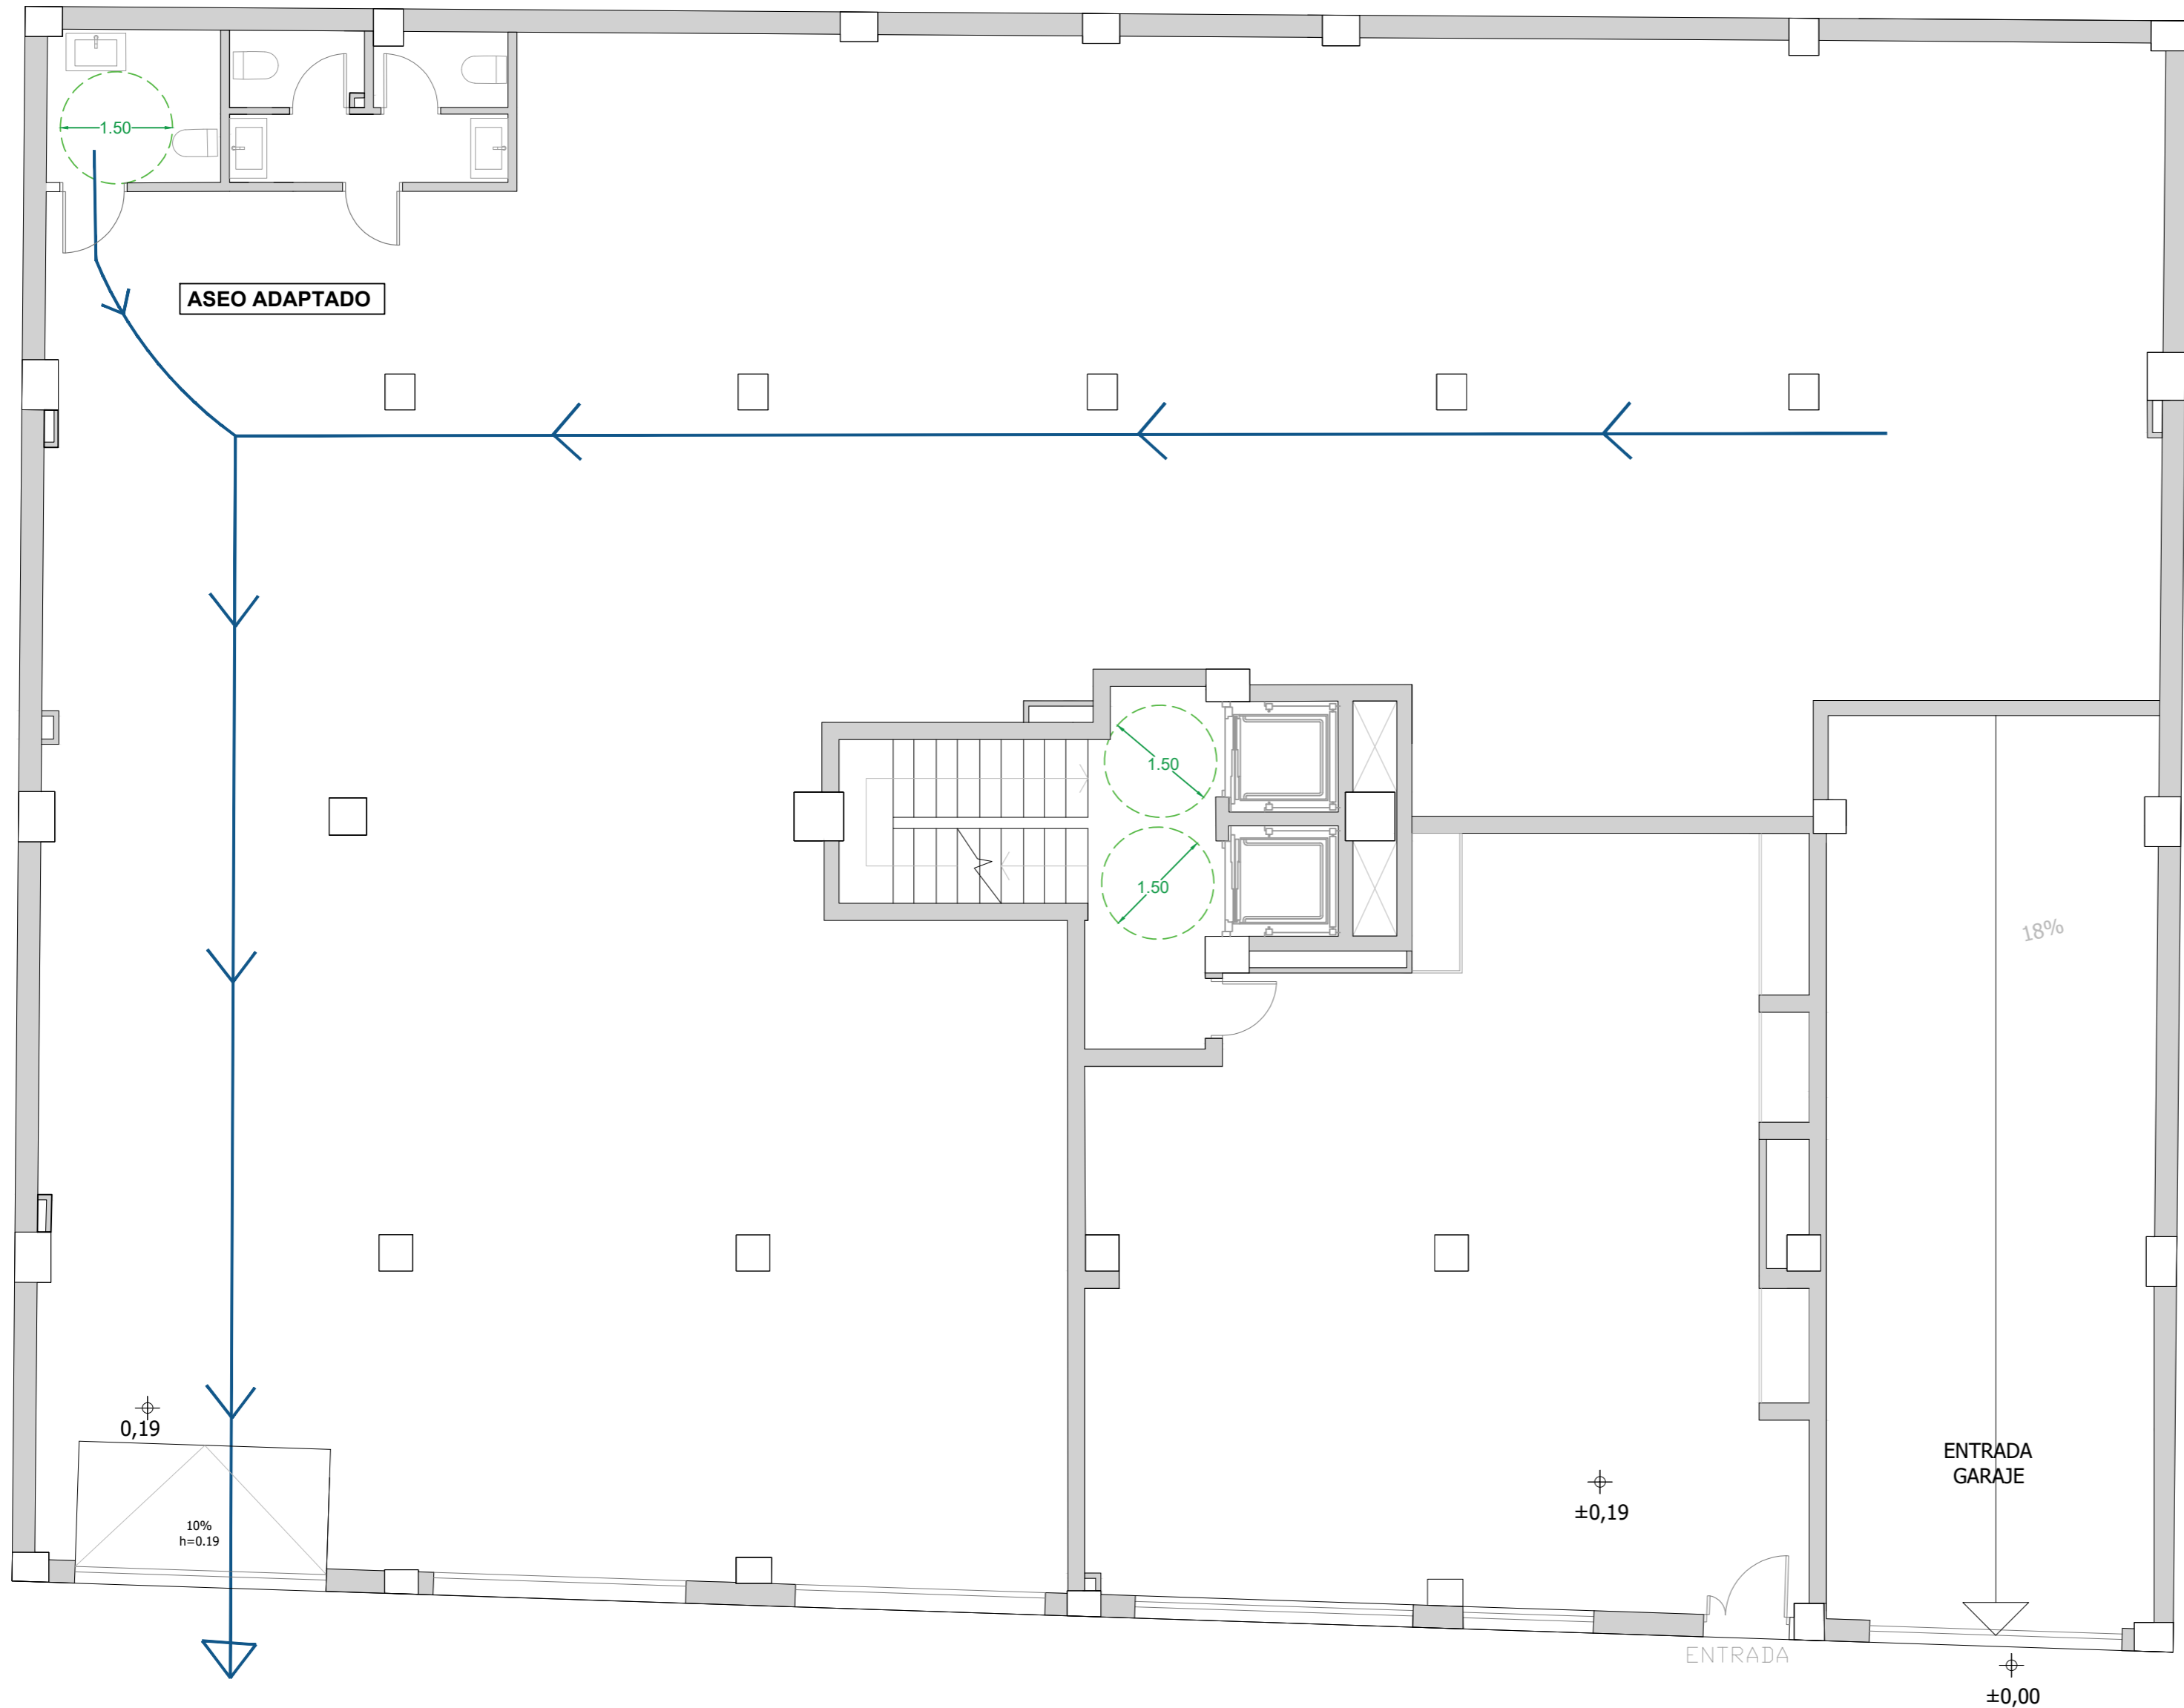 1.50
ASEO ADAPTADO
1.50
1.50
18%
0,19
10%
h=0.19
ENTRADA
GARAJE
±0,19
ENTRADA
±0,00